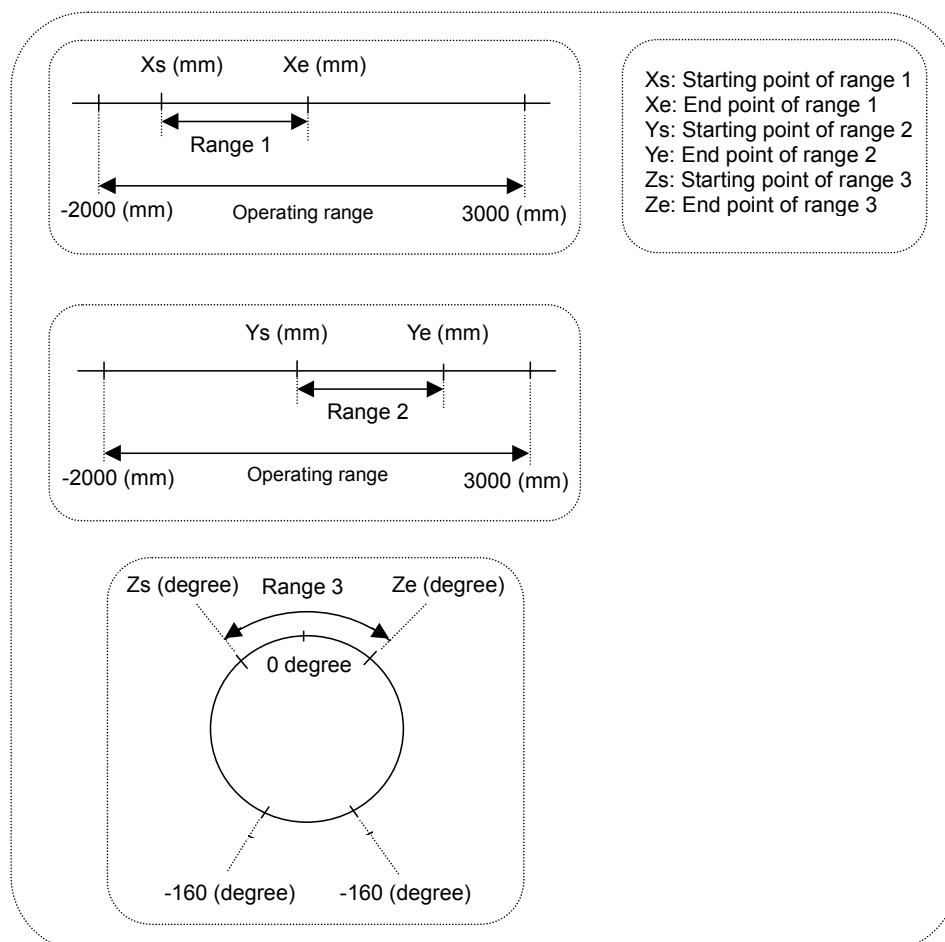 Xs (mm) Xe (mm)
Range 1
-2000 (mm) Operating range 3000 (mm)
Xs: Starting point of range 1
Xe: End point of range 1
Ys: Starting point of range 2
Ye: End point of range 2
Zs: Starting point of range 3
Ze: End point of range 3
Ys (mm) Ye (mm)
Range 2
-2000 (mm) Operating range 3000 (mm)
Zs (degree) Range 3 Ze (degree)
0 degree
-160 (degree) -160 (degree)